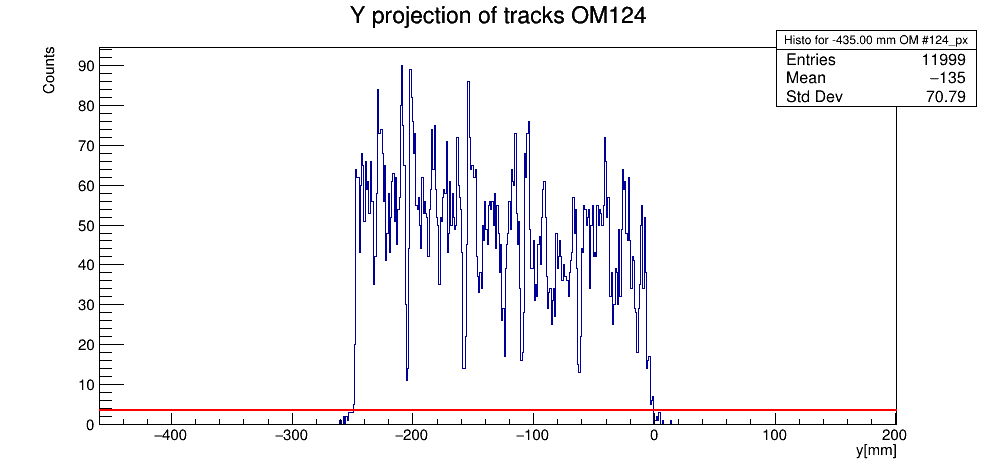 Y projection of tracks OM124
Histo for -435.00 mm OM #124_px
Entries 11999
Mean −135
Std Dev 70.79
Counts
90
80
70
60
50
40
30
20
10
0
−400 −300 −200 −100 0 100 200
y[mm]